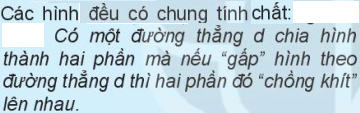 Các hình đều có chung tính chất:
Có một đường thẳng d chia hình
thành hai phần mà nếu “gấp” hình theo
đường thẳng d thì hai phần đó “chồng khít”
lên nhau.